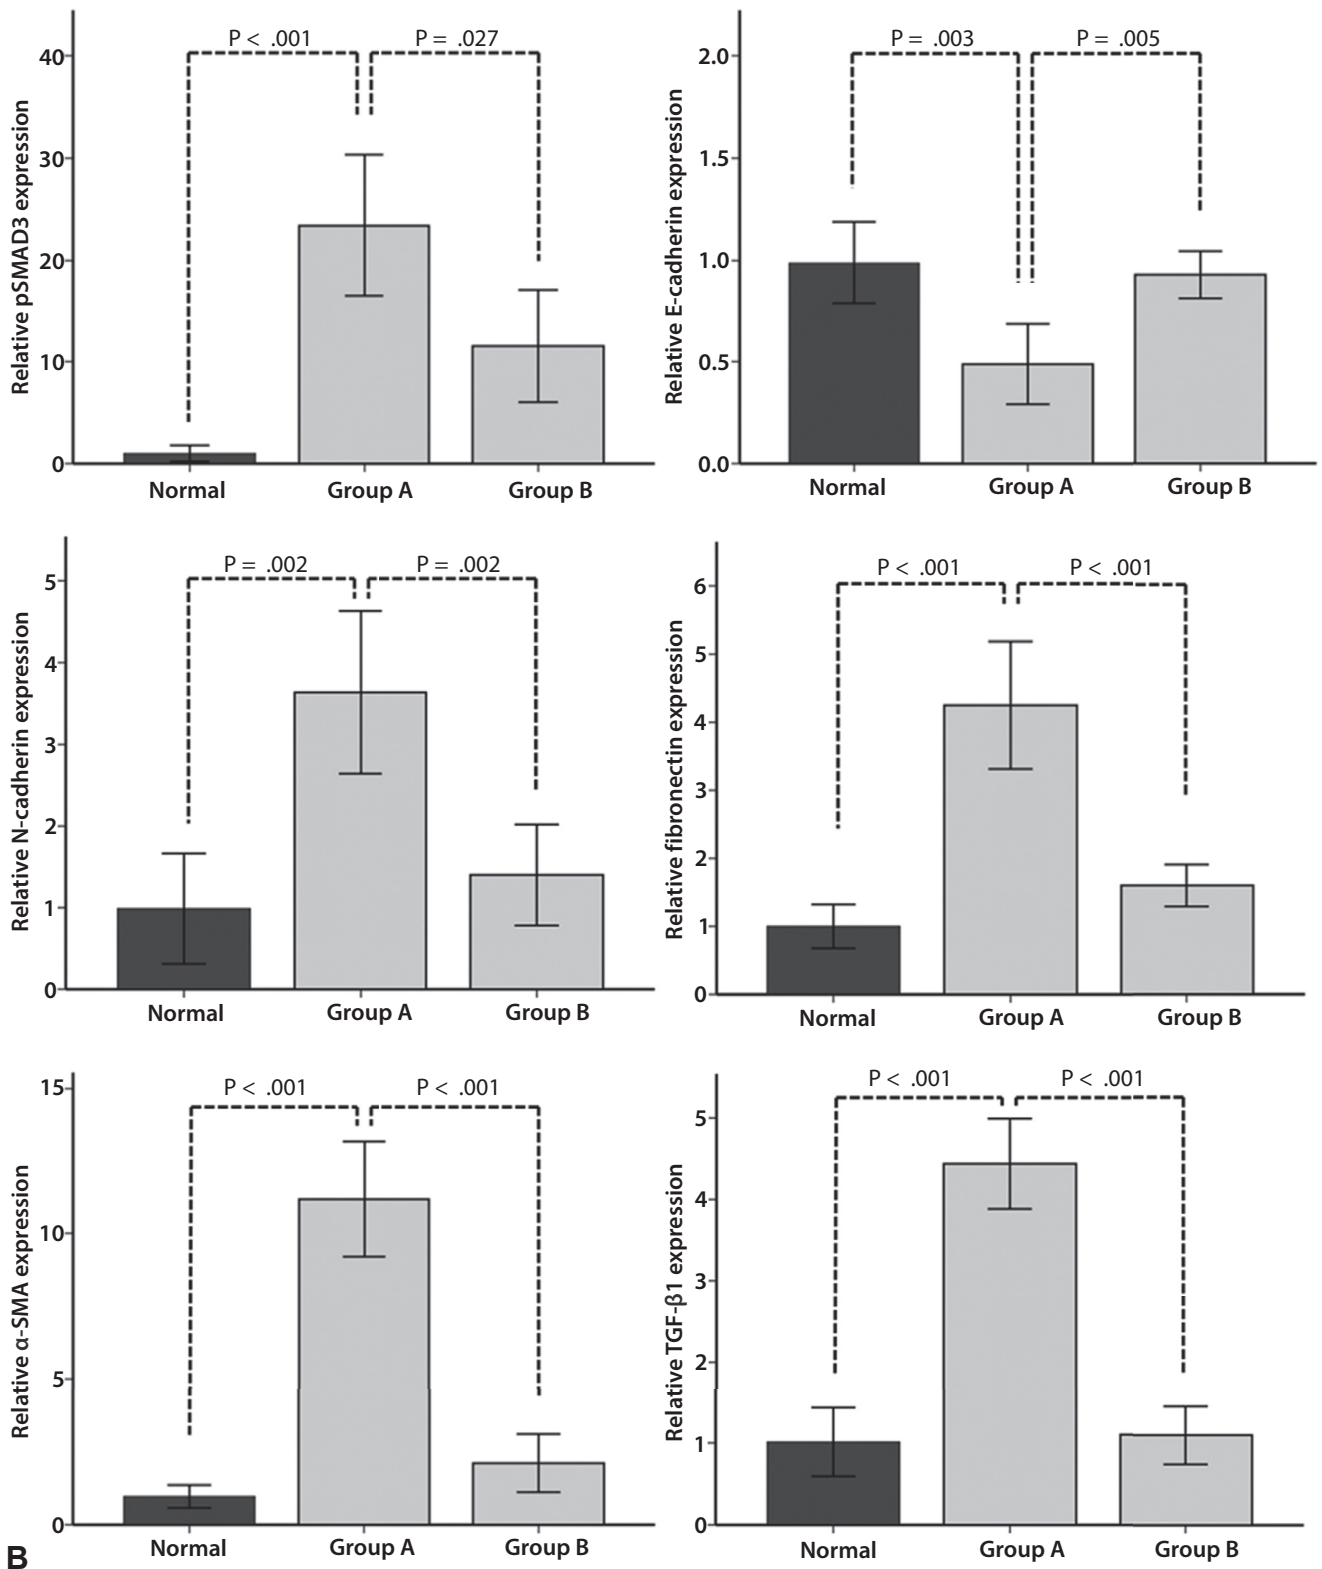 P < .001 P = .027
Relative pSMAD3 expression
40
30
20
10
0
Normal Group A Group B
P = .003 P = .005
Relative E-cadherin expression
2.0
1.5
1.0
0.5
0.0
Normal Group A Group B
P = .002 P = .002
Relative N-cadherin expression
5
4
3
2
1
0
Normal Group A Group B
P < .001 P < .001
Relative fibronectin expression
6
5
4
3
2
1
0
Normal Group A Group B
P < .001 P < .001
Relative α-SMA expression
15
10
5
0
Normal Group A Group B
P < .001 P < .001
Relative TGF-β1 expression
5
4
3
2
1
0
Normal Group A Group B
B